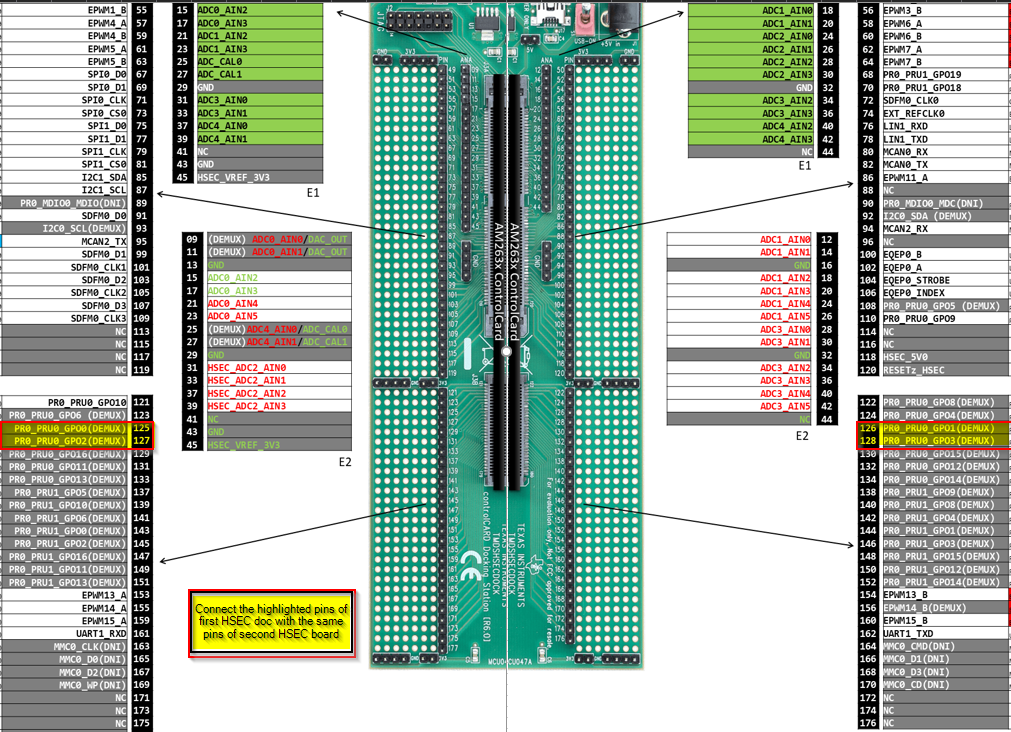 EPWM1_B 55
EPWM4_A 57
EPWM4_B 59
EPWM5_A 61
EPWM5_B 63
SPI0_D0 67
SPI0_D1 69
SPI0_CLK 71
SPI0_CS0 73
SPI1_D0 75
SPI1_D1 77
SPI1_CLK 79
SPI1_CS0 81
I2C1_SDA 85
I2C1_SCL 87
PR0_MDIO0_MDIO(DNI) 89
SDFM0_D0 91
I2C0_SCL(DEMUX) 93
MCAN2_TX 95
SDFM0_D1 99
SDFM0_CLK1 101
SDFM0_D2 103
SDFM0_CLK2 105
SDFM0_D3 107
SDFM0_CLK3 109
NC 113
NC 115
NC 117
NC 119
PR0_PRU0_GPO10 121
PR0_PRU0_GPO6 (DEMUX) 123
PR0_PRU0_GPO0(DEMUX) 125
PR0_PRU0_GPO2(DEMUX) 127
PR0_PRU0_GPO16(DEMUX) 129
PR0_PRU0_GPO11(DEMUX) 131
PR0_PRU0_GPO13(DEMUX) 133
PR0_PRU1_GPO5(DEMUX) 137
PR0_PRU1_GPO10(DEMUX) 139
PR0_PRU1_GPO6(DEMUX) 141
PR0_PRU1_GPO0(DEMUX) 143
PR0_PRU1_GPO2(DEMUX) 145
PR0_PRU1_GPO16(DEMUX) 147
PR0_PRU1_GPO11(DEMUX) 149
PR0_PRU1_GPO13(DEMUX) 151
EPWM13_A 153
EPWM14_A 155
EPWM15_A 159
UART1_RXD 161
MMC0_CLK(DNI) 163
MMC0_D0(DNI) 165
MMC0_D2(DNI) 167
MMC0_WP(DNI) 169
NC 171
NC 173
NC 175
15 ADC0_AIN2
17 ADC0_AIN3
21 ADC1_AIN2
23 ADC1_AIN3
25 ADC_CAL0
27 ADC_CAL1
29 GND
31 ADC3_AIN0
33 ADC3_AIN1
37 ADC4_AIN0
39 ADC4_AIN1
41 NC
43 GND
45 HSEC_VREF_3V3
E1
09 (DEMUX) ADC0_AIN0/DAC_OUT
11 (DEMUX) ADC0_AIN1/DAC_OUT
13 GND
15 ADC0_AIN2
17 ADC0_AIN3
21 ADC0_AIN4
23 ADC0_AIN5
25 (DEMUX)ADC4_AIN0/ADC_CAL0
27 (DEMUX)ADC4_AIN1/ADC_CAL1
29 GND
31 HSEC_ADC2_AIN0
33 HSEC_ADC2_AIN1
37 HSEC_ADC2_AIN2
39 HSEC_ADC2_AIN3
41 NC
43 GND
45 HSEC_VREF_3V3
E2
Connect the highlighted pins of
first HSEC doc with the same
pins of second HSEC board
JTAG
GND
3V3
PIN
ANA
5V
USB-ON
+5V in
ANA
PIN
3V3
GND
AM263x ControlCard
AM263x ControlCard
controlCARD Docking Station [R6.0]
TEXAS INSTRUMENTS
TMDSHSECDOCK
TEXAS INSTRUMENTS
TMDSHSECDOCK
For evaluation only. Not FCC approved for resale
CE
ADC1_AIN0 18
ADC1_AIN1 20
ADC2_AIN0 24
ADC2_AIN1 26
ADC2_AIN2 28
ADC2_AIN3 30
GND 32
ADC3_AIN2 34
ADC3_AIN3 36
ADC4_AIN2 40
ADC4_AIN3 42
NC 44
E1
ADC1_AIN0 12
ADC1_AIN1 14
GND 16
ADC1_AIN2 18
ADC1_AIN3 20
ADC1_AIN4 24
ADC1_AIN5 26
ADC3_AIN0 28
ADC3_AIN1 30
GND 32
ADC3_AIN2 34
ADC3_AIN3 36
ADC3_AIN4 40
ADC3_AIN5 42
NC 44
E2
56 EPWM3_B
58 EPWM6_A
60 EPWM6_B
62 EPWM7_A
64 EPWM7_B
68 PR0_PRU1_GPO19
70 PR0_PRU1_GPO18
72 SDFM0_CLK0
74 EXT_REFCLK0
76 LIN1_RXD
78 LIN1_TXD
80 MCAN0_RX
82 MCAN0_TX
86 EPWM11_A
88 NC
90 PR0_MDIO0_MDC(DNI)
92 I2C0_SDA (DEMUX)
94 MCAN2_RX
96 NC
100 EQEP0_B
102 EQEP0_A
104 EQEP0_STROBE
106 EQEP0_INDEX
108 PR0_PRU0_GPO5 (DEMUX)
110 PR0_PRU0_GPO9
114 NC
116 NC
118 HSEC_5V0
120 RESETz_HSEC
122 PR0_PRU0_GPO8(DEMUX)
124 PR0_PRU0_GPO4(DEMUX)
126 PR0_PRU0_GPO1(DEMUX)
128 PR0_PRU0_GPO3(DEMUX)
130 PR0_PRU0_GPO15(DEMUX)
132 PR0_PRU0_GPO12(DEMUX)
134 PR0_PRU0_GPO14(DEMUX)
138 PR0_PRU1_GPO9(DEMUX)
140 PR0_PRU1_GPO8(DEMUX)
142 PR0_PRU1_GPO4(DEMUX)
144 PR0_PRU1_GPO1(DEMUX)
146 PR0_PRU1_GPO3(DEMUX)
148 PR0_PRU1_GPO15(DEMUX)
150 PR0_PRU1_GPO12(DEMUX)
152 PR0_PRU1_GPO14(DEMUX)
154 EPWM13_B
156 EPWM14_B(DEMUX)
160 EPWM15_B
162 UART1_TXD
164 MMC0_CMD(DNI)
166 MMC0_D1(DNI)
168 MMC0_D3(DNI)
170 MMC0_CD(DNI)
172 NC
174 NC
176 NC